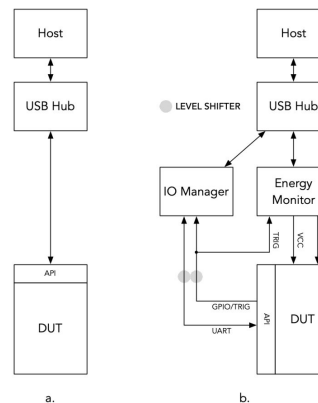 Host
USB Hub
API
DUT
a.
Host
LEVEL SHIFTER
USB Hub
IO Manager
Energy
Monitor
TRIG
VCC
GPIO/TRIG
UART
API
DUT
b.